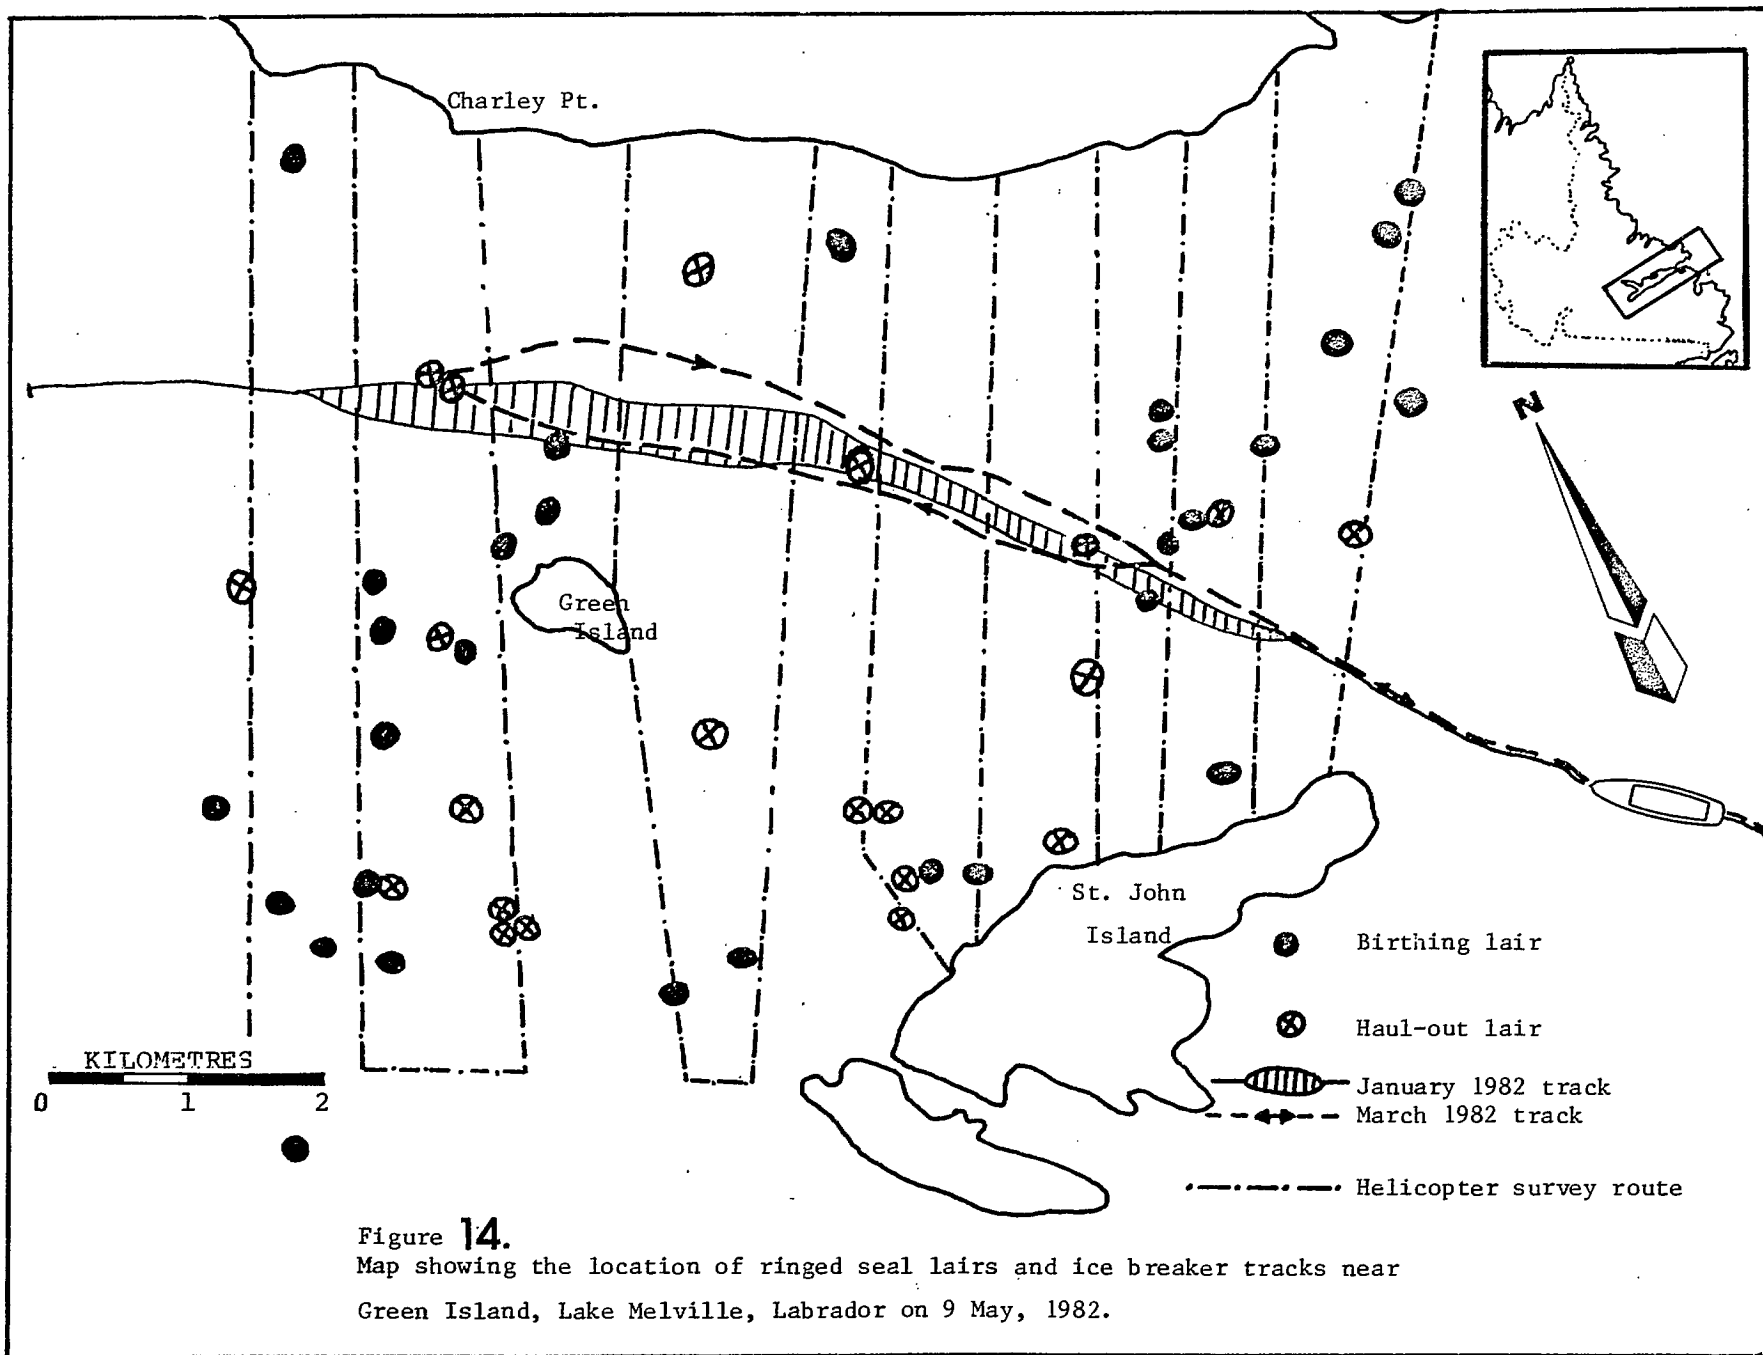 Charley Pt.
N
Green
Island
St. John
Island
Birthing lair
Haul-out lair
January 1982 track
March 1982 track
Helicopter survey route
KILOMETRES
0 1 2
Figure 14.
Map showing the location of ringed seal lairs and ice breaker tracks near
Green Island, Lake Melville, Labrador on 9 May, 1982.